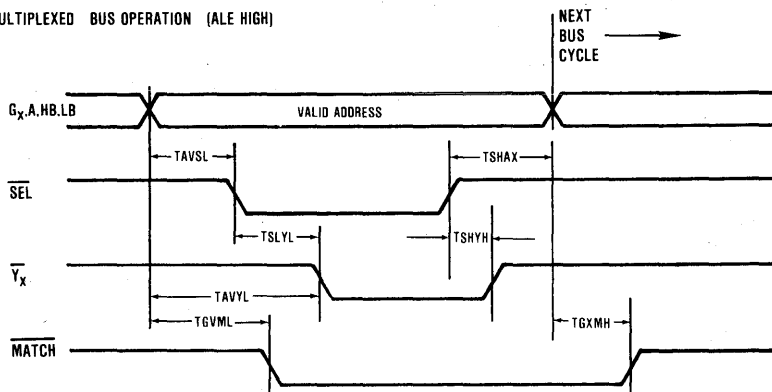 ULTIPLEXED BUS OPERATION (ALE HIGH)
NEXT
BUS
CYCLE
GX,A,HB,LB
VALID ADDRESS
TAVSL
TSHAX
SEL
TSLYL
TSHYH
YX
TAVYL
TGVML
TGXMH
MATCH